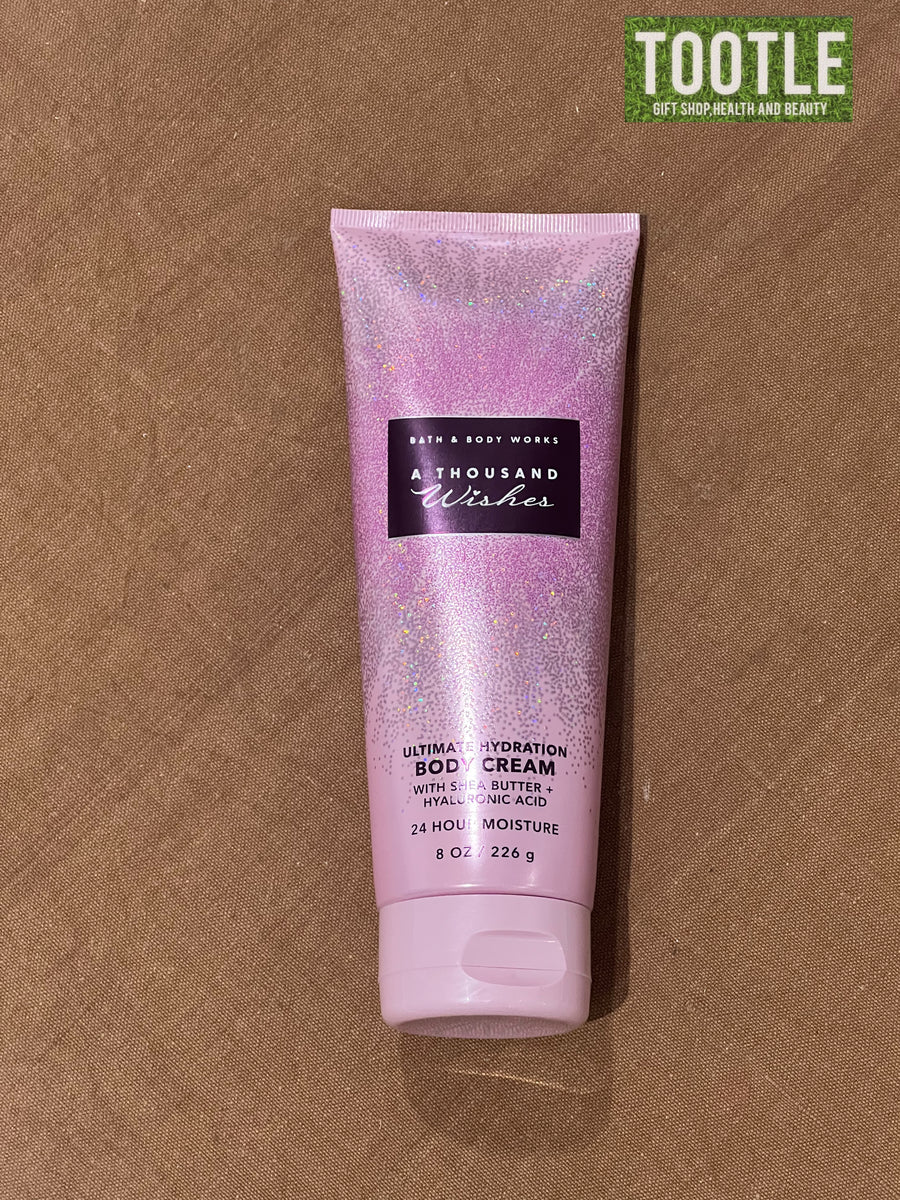 TOOTLE
GIFT SHOP,HEALTH AND BEAUTY
BATH & BODY WORKS
A THOUSAND
Wishes
ULTIMATE HYDRATION
BODY CREAM
WITH SHEA BUTTER +
HYALURONIC ACID
24 HOUR MOISTURE
8 OZ / 226 g